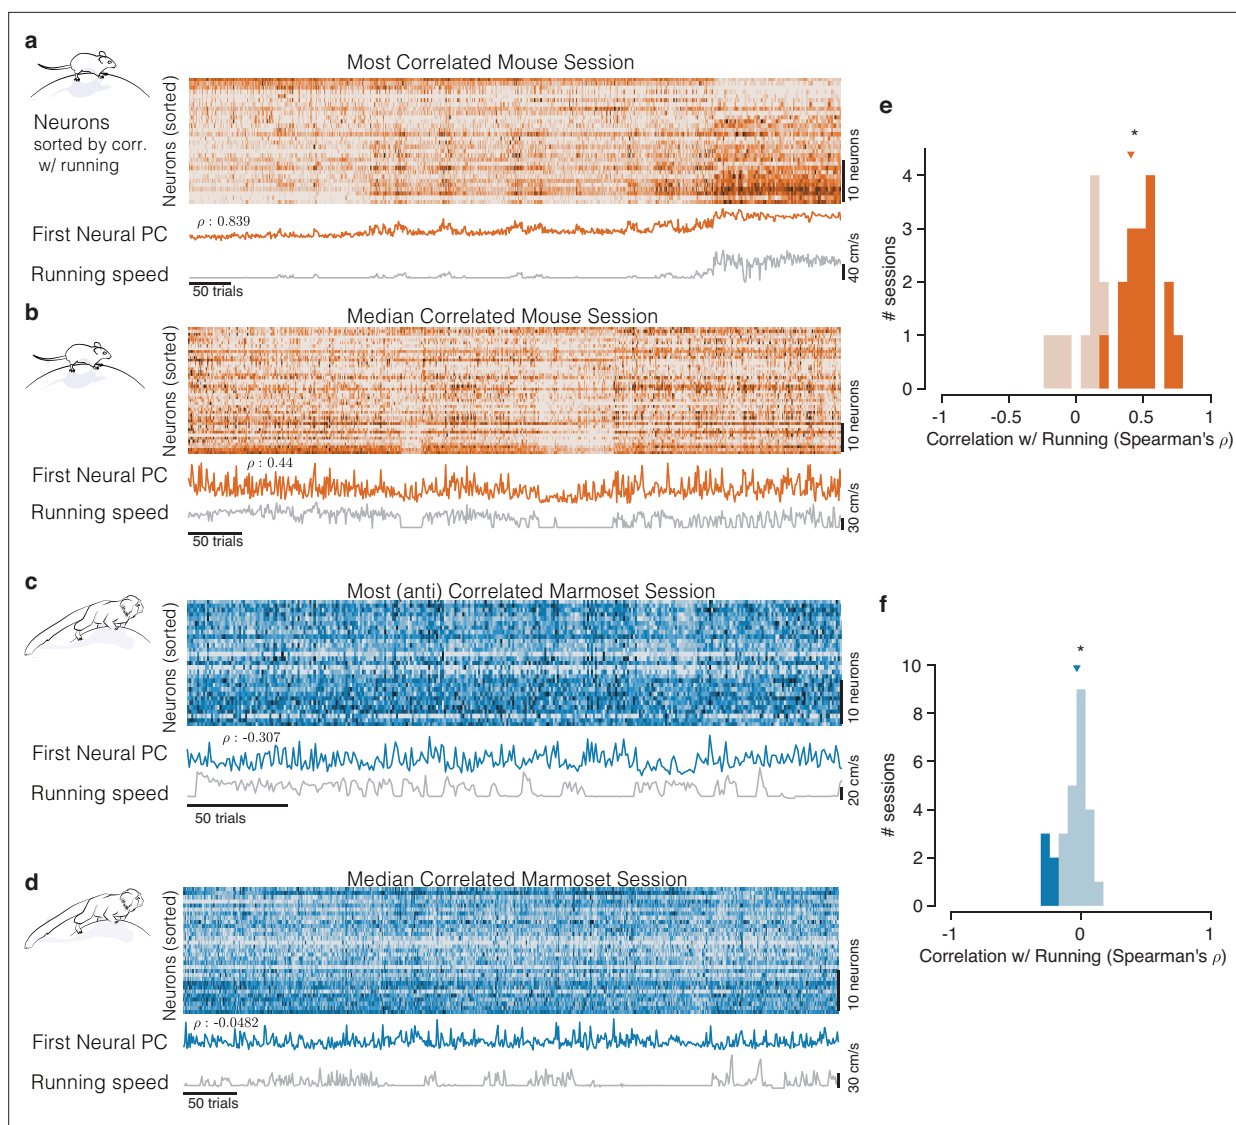 a
Most Correlated Mouse Session
Neurons
sorted by corr.
w/ running
Neurons (sorted)
10 neurons
ρ : 0.839
First Neural PC
Running speed
40 cm/s
50 trials
b
Median Correlated Mouse Session
Neurons (sorted)
10 neurons
ρ : 0.44
First Neural PC
Running speed
30 cm/s
50 trials
c
Most (anti) Correlated Marmoset Session
Neurons (sorted)
10 neurons
ρ : -0.307
First Neural PC
Running speed
20 cm/s
50 trials
d
Median Correlated Marmoset Session
Neurons (sorted)
10 neurons
ρ : -0.0482
First Neural PC
Running speed
30 cm/s
50 trials
e
*
# sessions
4
3
2
1
0
-1 -0.5 0 0.5 1
Correlation w/ Running (Spearman's ρ)
f
*
# sessions
10
8
6
4
2
0
-1 0 1
Correlation w/ Running (Spearman's ρ)